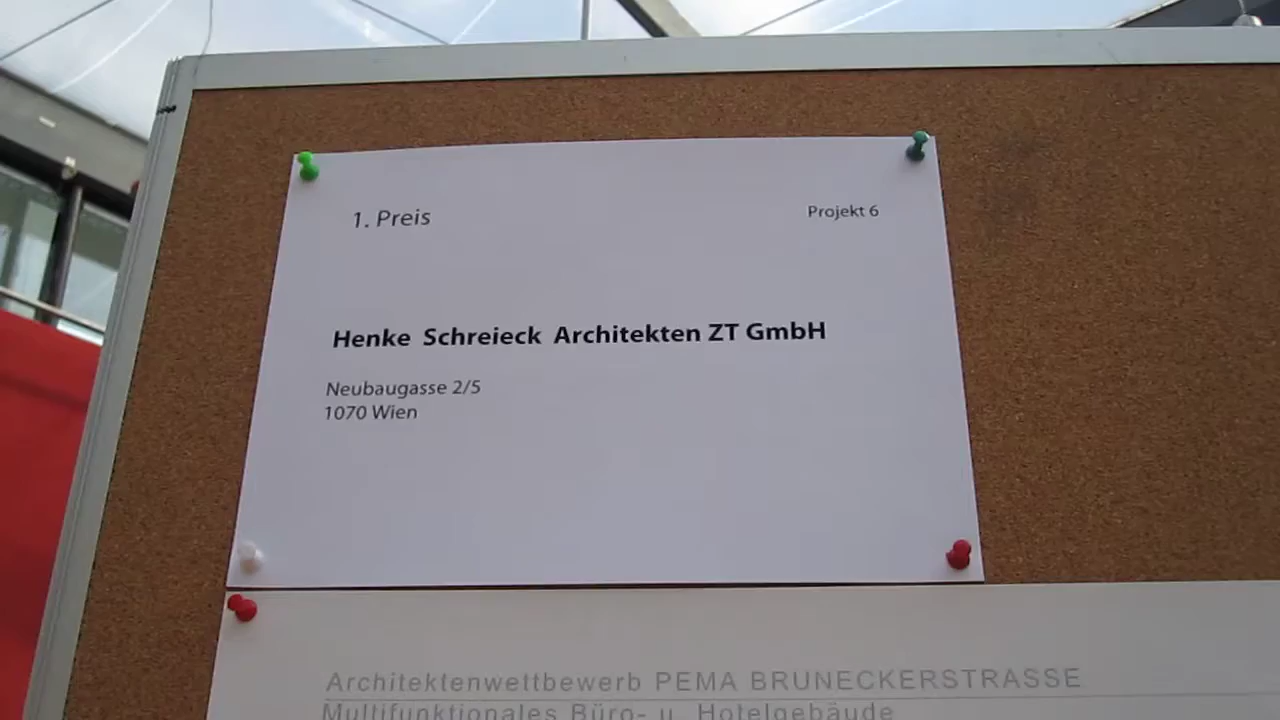 1. Preis
Projekt 6
Henke Schreieck Architekten ZT GmbH
Neubaugasse 2/5
1070 Wien
Architektenwettbewerb PEMA BRUNECKERSTRASSE
Multifunktionales Büro- u. Hotelgebäude